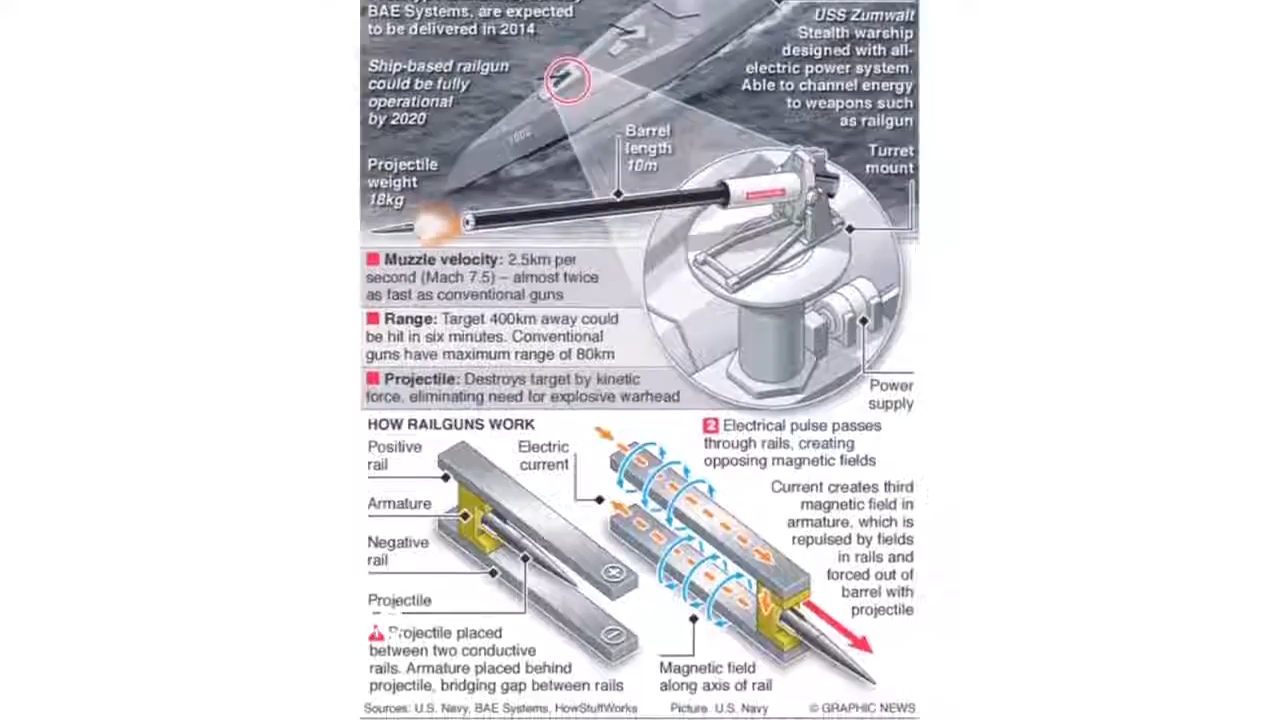 BAE Systems, are expected
to be delivered in 2014
Ship-based railgun
could be fully
operational
by 2020
Projectile
weight
18kg
Barrel
length
10m
USS Zumwalt
Stealth warship
designed with all-
electric power system.
Able to channel energy
to weapons such
as railgun
Turret
mount
Muzzle velocity: 2.5km per
second (Mach 7.5) – almost twice
as fast as conventional guns
Range: Target 400km away could
be hit in six minutes. Conventional
guns have maximum range of 80km
Projectile: Destroys target by kinetic
force, eliminating need for explosive warhead
Power
supply
HOW RAILGUNS WORK
Positive
rail
Armature
Negative
rail
Projectile
1 Projectile placed
between two conductive
rails. Armature placed behind
projectile, bridging gap between rails
Electric
current
2 Electrical pulse passes
through rails, creating
opposing magnetic fields
Current creates third
magnetic field in
armature, which is
repulsed by fields
in rails and
forced out of
barrel with
projectile
Magnetic field
along axis of rail
Sources: U.S. Navy, BAE Systems, HowStuffWorks
Picture: U.S. Navy
© GRAPHIC NEWS